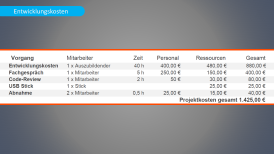 Entwicklungskosten
Vorgang Mitarbeiter Zeit Personal Ressourcen Gesamt
Entwicklungskosten 1 x Auszubildender 40 h 400,00 € 480,00 € 880,00 €
Fachgespräch 1 x Mitarbeiter 5 h 250,00 € 150,00 € 400,00 €
Code-Review 1 x Mitarbeiter 2 h 50 € 30,00 € 80,00 €
USB Stick 1 x Stick 25,00 € 25,00 €
Abnahme 2 x Mitarbeiter 0,5 h 25,00 € 15,00 € 40,00 €
Projektkosten gesamt 1.425,00 €